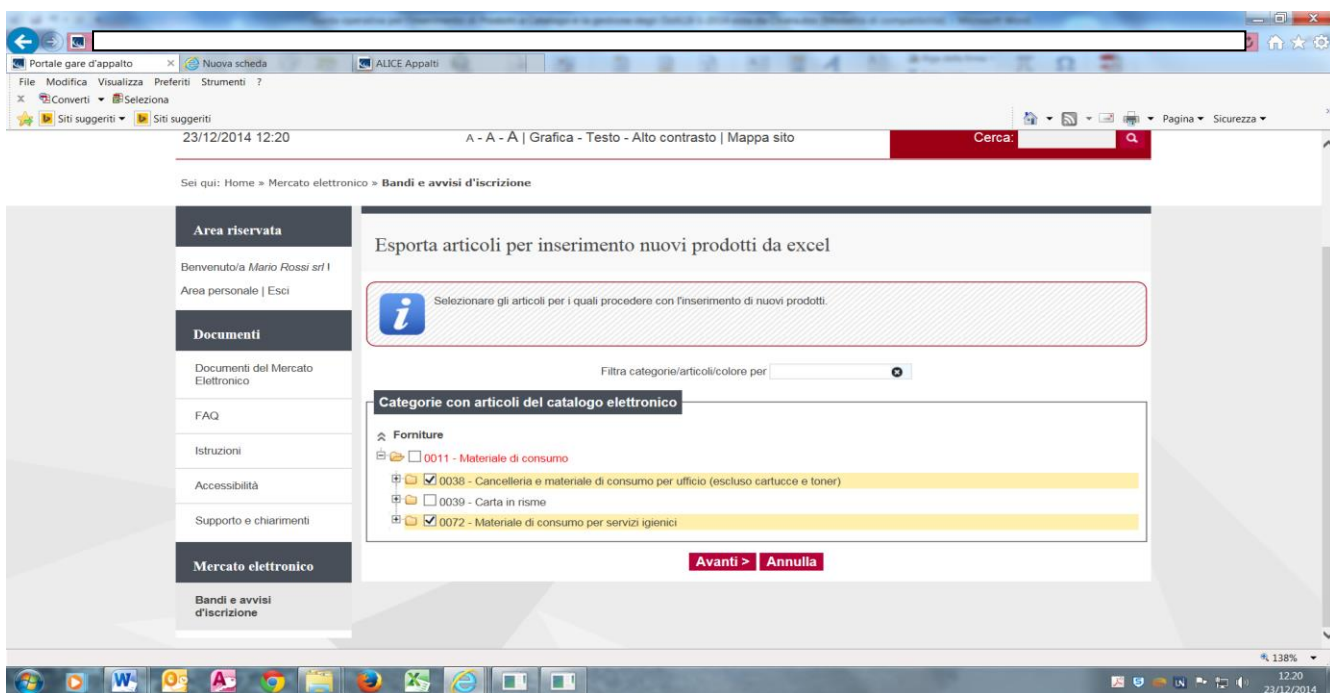 Portale gare d'appalto
Nuova scheda
ALICE Appalti
File Modifica Visualizza Preferiti Strumenti ?
x Converti Seleziona
Siti suggeriti Siti suggeriti
Pagina Sicurezza
23/12/2014 12:20
A - A - A | Grafica - Testo - Alto contrasto | Mappa sito
Cerca:
Sei qui: Home » Mercato elettronico » Bandi e avvisi d'iscrizione
Area riservata
Benvenuto/a Mario Rossi srl !
Area personale | Esci
Documenti
Documenti del Mercato
Elettronico
FAQ
Istruzioni
Accessibilità
Supporto e chiarimenti
Mercato elettronico
Bandi e avvisi
d'iscrizione
Esporta articoli per inserimento nuovi prodotti da excel
Selezionare gli articoli per i quali procedere con l'inserimento di nuovi prodotti.
Filtra categorie/articoli/colore per
Categorie con articoli del catalogo elettronico
Forniture
0011 - Materiale di consumo
0038 - Cancelleria e materiale di consumo per ufficio (escluso cartucce e toner)
0039 - Carta in risme
0072 - Materiale di consumo per servizi igienici
Avanti > Annulla
138%
12.20
23/12/2014